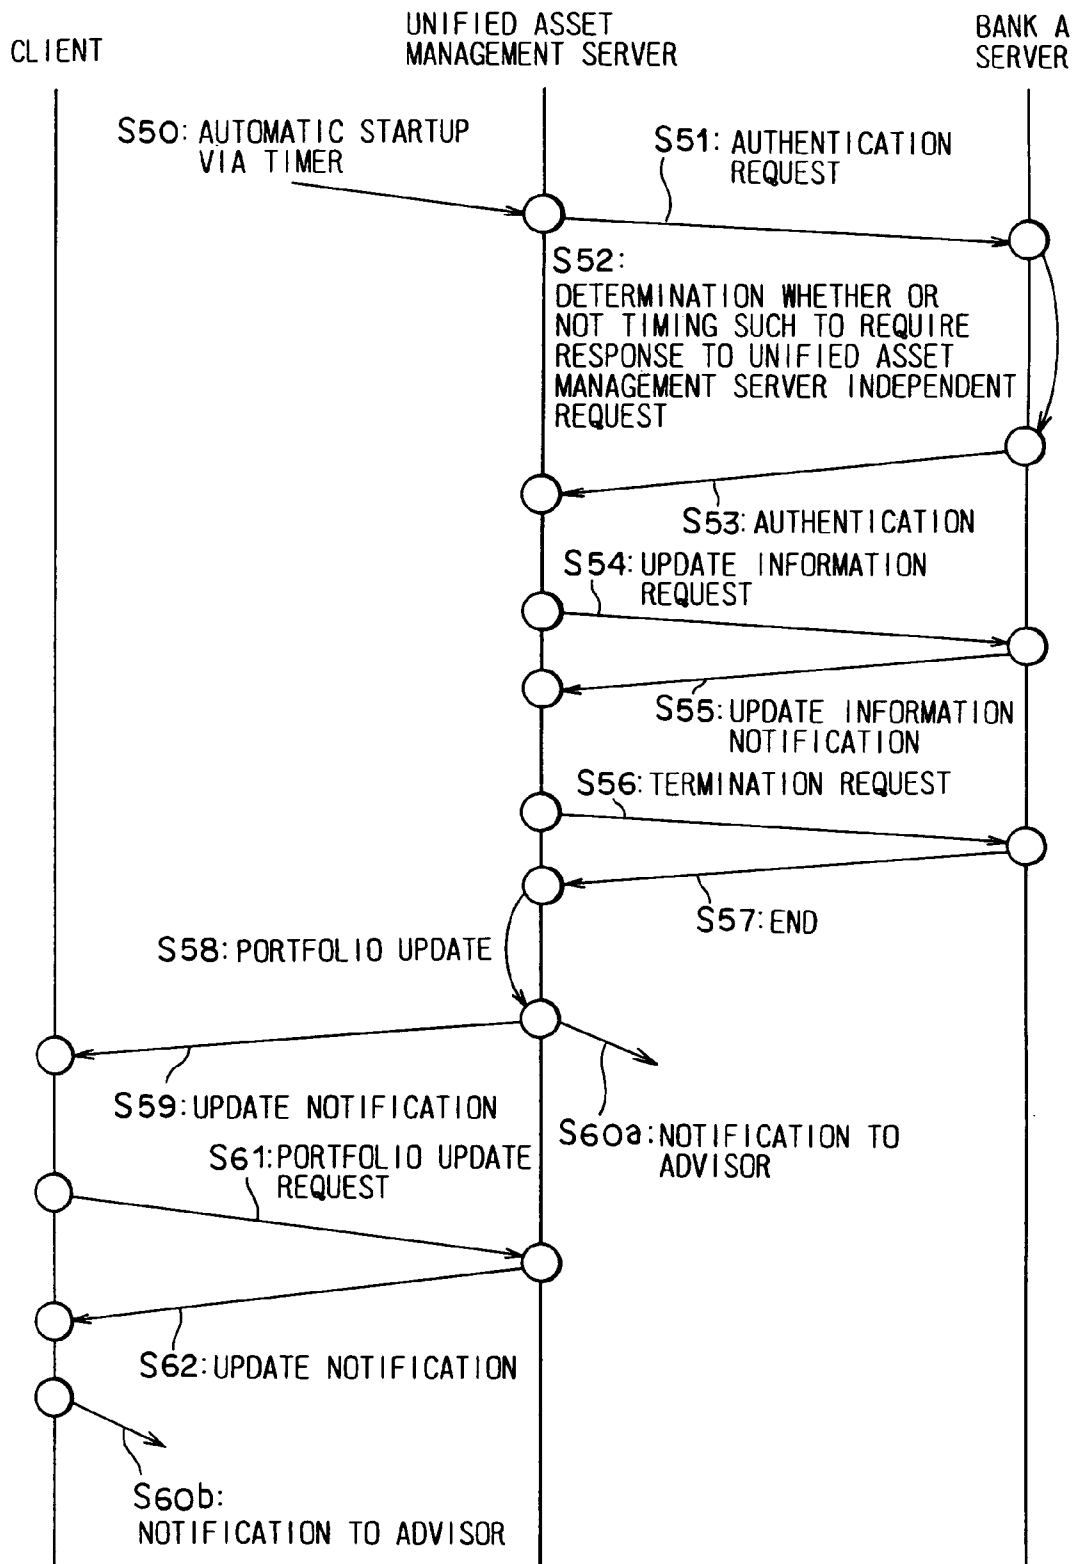 CLIENT
UNIFIED ASSET
MANAGEMENT SERVER
BANK A
SERVER
S50: AUTOMATIC STARTUP
VIA TIMER
S51: AUTHENTICATION
REQUEST
S52:
DETERMINATION WHETHER OR
NOT TIMING SUCH TO REQUIRE
RESPONSE TO UNIFIED ASSET
MANAGEMENT SERVER INDEPENDENT
REQUEST
S53: AUTHENTICATION
S54: UPDATE INFORMATION
REQUEST
S55: UPDATE INFORMATION
NOTIFICATION
S56: TERMINATION REQUEST
S57: END
S58: PORTFOLIO UPDATE
S59: UPDATE NOTIFICATION
S60a: NOTIFICATION TO
ADVISOR
S61: PORTFOLIO UPDATE
REQUEST
S62: UPDATE NOTIFICATION
S60b:
NOTIFICATION TO ADVISOR